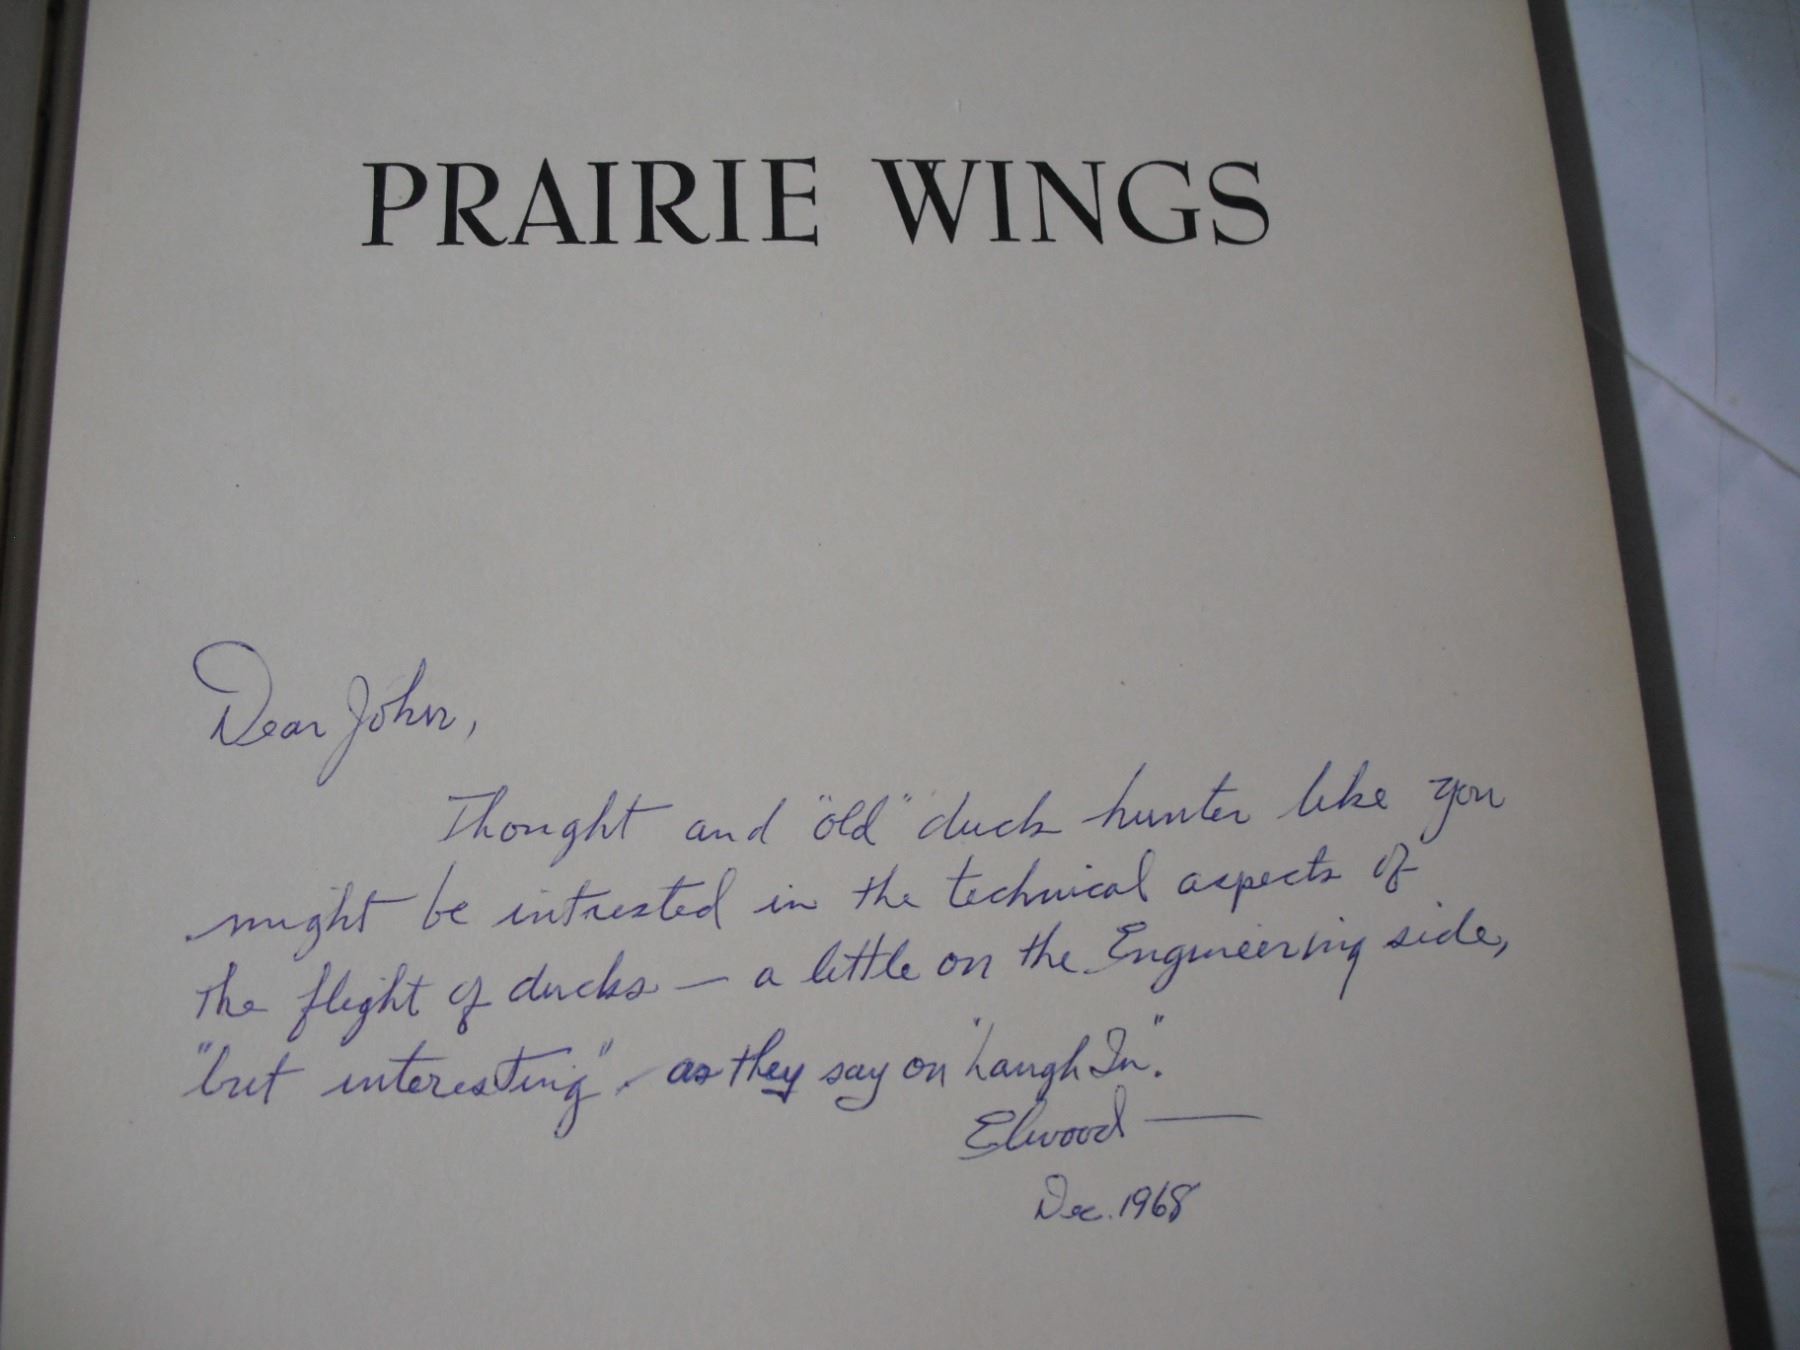 PRAIRIE WINGS
Dear John,
Thought and "old" duck hunter like you
might be intrested in the technical aspects of
the flight of ducks — a little on the Engineering side,
"but interesting". as they say on "Laugh In".
Elwood —
Dec. 1968